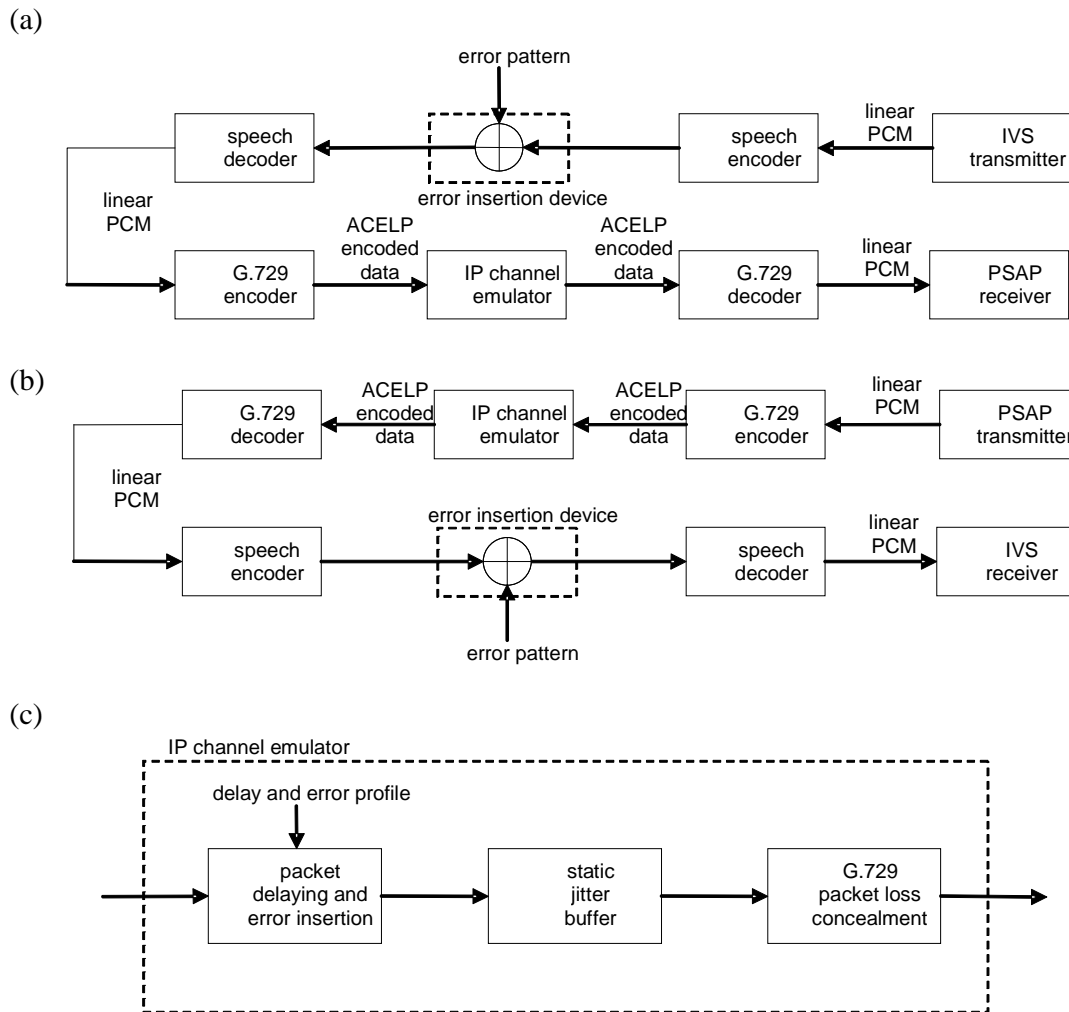 (a)
error pattern
speech
decoder
speech
encoder
linear
PCM
IVS
transmitter
error insertion device
linear
PCM
ACELP
encoded
data
ACELP
encoded
data
linear
PCM
G.729
encoder
IP channel
emulator
G.729
decoder
PSAP
receiver
(b)
G.729
decoder
ACELP
encoded
data
IP channel
emulator
ACELP
encoded
data
G.729
encoder
linear
PCM
PSAP
transmitter
linear
PCM
error insertion device
speech
encoder
speech
decoder
linear
PCM
IVS
receiver
error pattern
(c)
IP channel emulator
delay and error profile
packet
delaying and
error insertion
static
jitter
buffer
G.729
packet loss
concealment